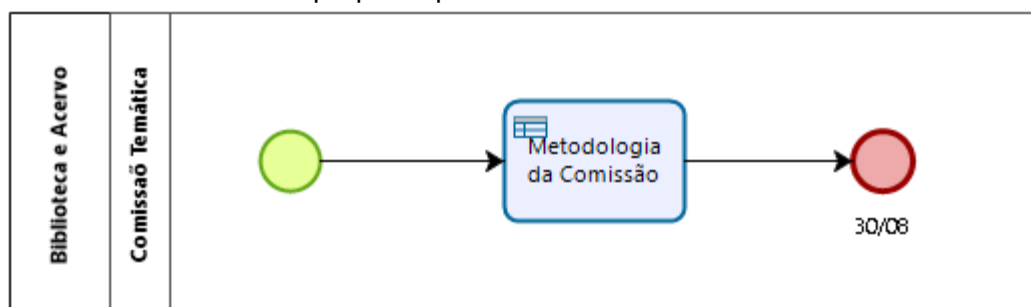 Biblioteca e Acervo
Comissaõ Temática
Metodologia
da Comissão
30/08